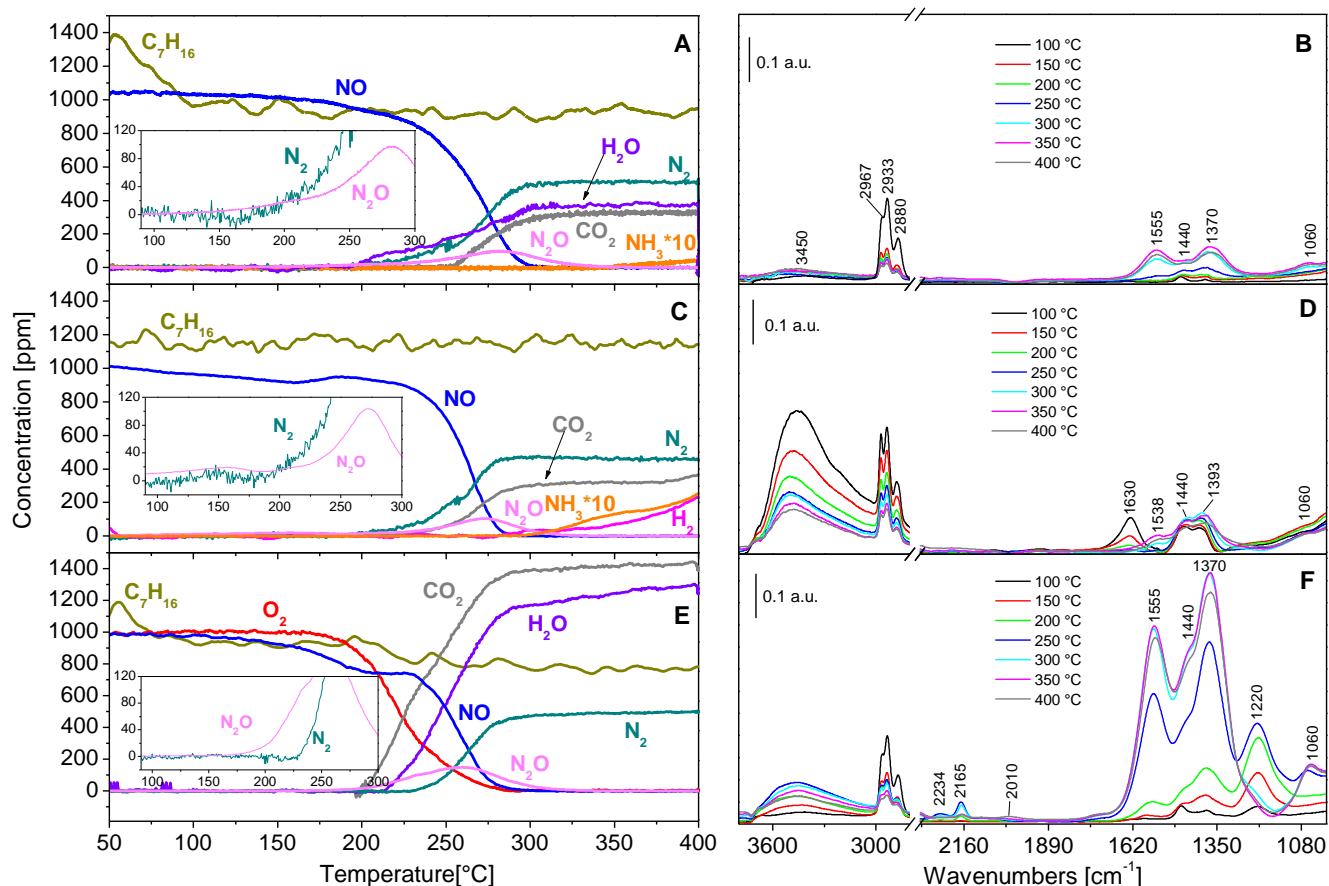 Concentration [ppm]
1400
1200
1000
800
600
400
200
0
A
C₇H₁₆
NO
H₂O
N₂
CO₂
N₂O
NH₃*10
120
80
40
0
N₂
N₂O
100 150 200 250 300
1400
1200
1000
800
600
400
200
0
C
C₇H₁₆
NO
CO₂
N₂
N₂O
NH₃*10
H₂
120
80
40
0
N₂
N₂O
100 150 200 250 300
1400
1200
1000
800
600
400
200
0
E
C₇H₁₆
O₂
CO₂
H₂O
NO
N₂
N₂O
120
80
40
0
N₂O
N₂
100 150 200 250 300
50 100 150 200 250 300 350 400
Temperature[°C]
B
0.1 a.u.
100 °C
150 °C
200 °C
250 °C
300 °C
350 °C
400 °C
3450
2967
2933
2880
1555
1440
1370
1060
D
0.1 a.u.
100 °C
150 °C
200 °C
250 °C
300 °C
350 °C
400 °C
1630
1538
1440
1393
1060
F
0.1 a.u.
100 °C
150 °C
200 °C
250 °C
300 °C
350 °C
400 °C
2234
2165
2010
1555
1440
1370
1220
1060
3600 3000 2160 1890 1620 1350 1080
Wavenumbers [cm⁻¹]